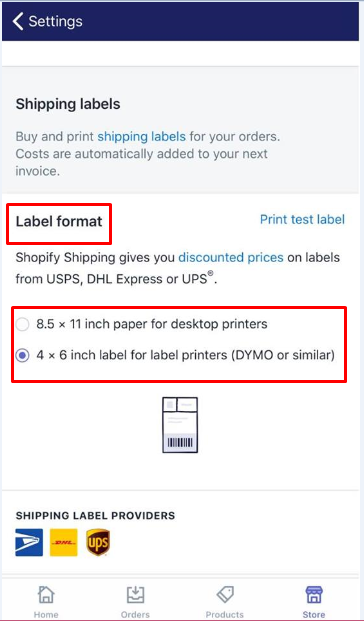 Settings
Shipping labels
Buy and print shipping labels for your orders.
Costs are automatically added to your next
invoice.
Label format
Print test label
Shopify Shipping gives you discounted prices on labels
from USPS, DHL Express or UPS®.
8.5 × 11 inch paper for desktop printers
4 × 6 inch label for label printers (DYMO or similar)
SHIPPING LABEL PROVIDERS
DHL
ups
Home
Orders
Products
Store